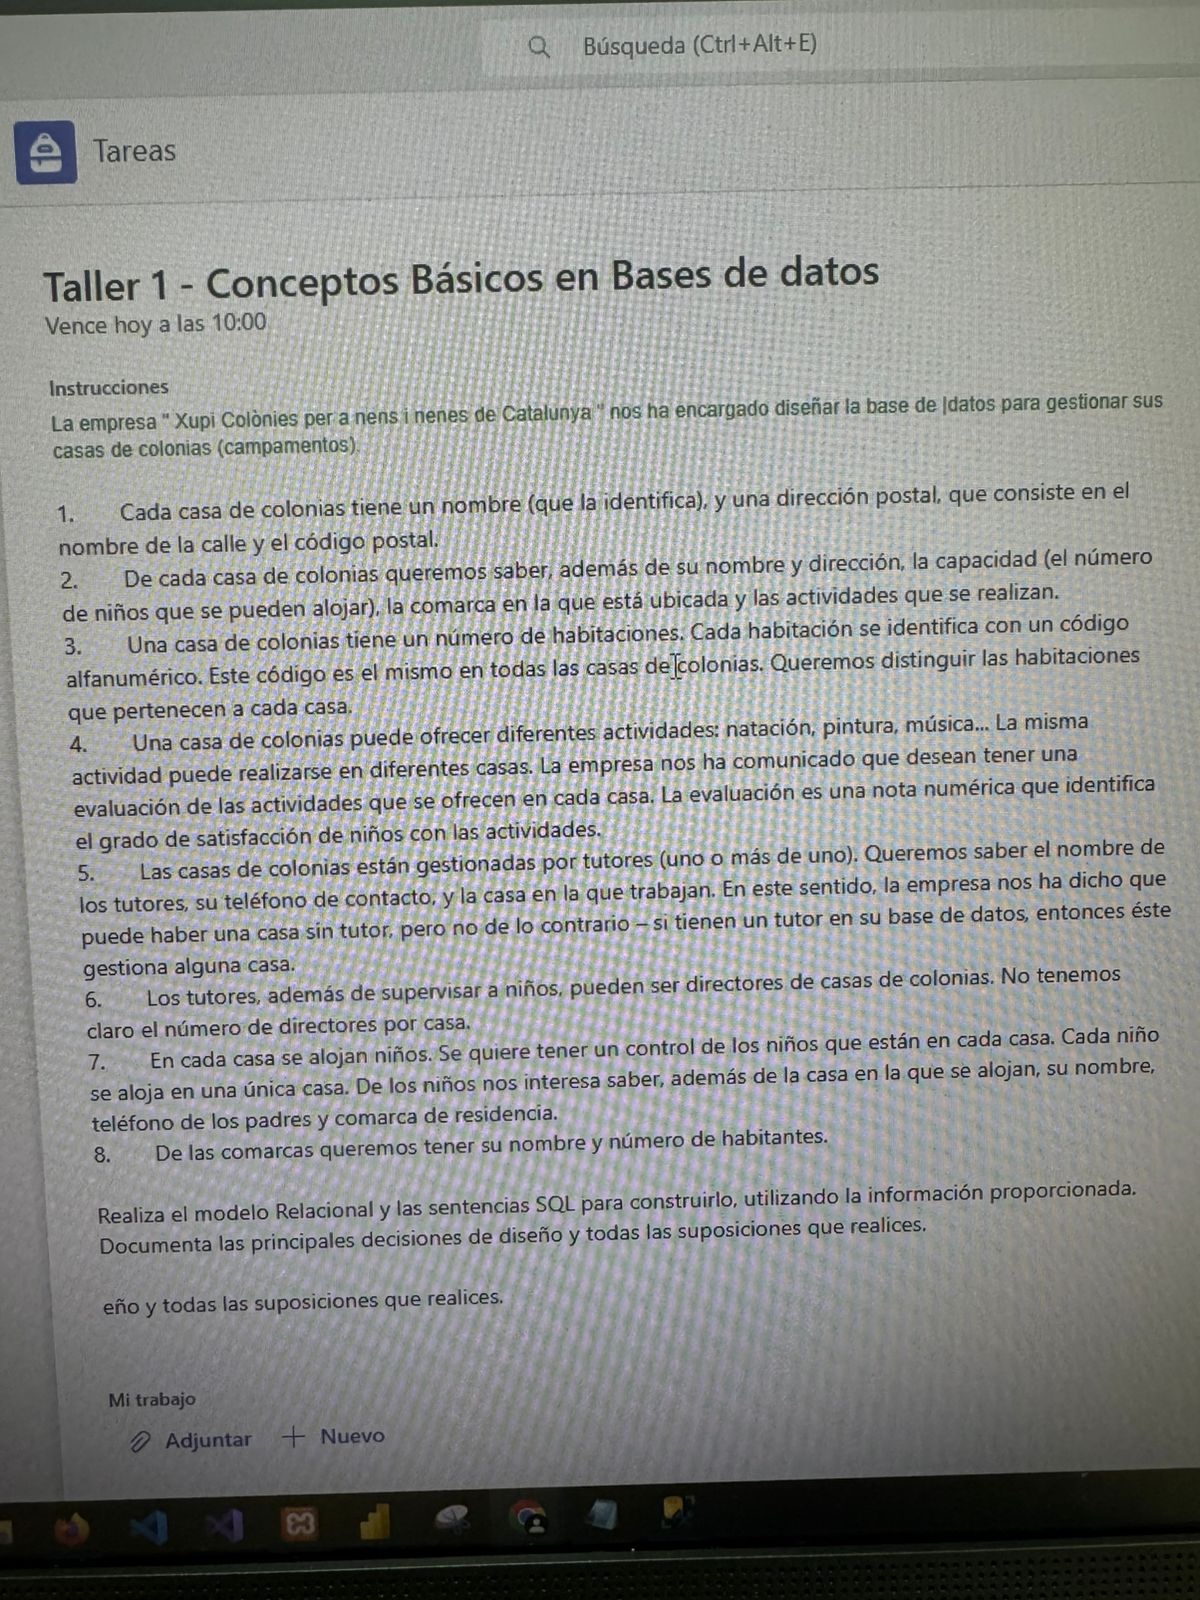 Búsqueda (Ctrl+Alt+E)
Tareas
Taller 1 - Conceptos Básicos en Bases de datos
Vence hoy a las 10:00
Instrucciones
La empresa " Xupi Colònies per a nens i nenes de Catalunya " nos ha encargado diseñar la base de datos para gestionar sus
casas de colonias (campamentos).
1. Cada casa de colonias tiene un nombre (que la identifica), y una dirección postal, que consiste en el
nombre de la calle y el código postal.
2. De cada casa de colonias queremos saber, además de su nombre y dirección, la capacidad (el número
de niños que se pueden alojar), la comarca en la que está ubicada y las actividades que se realizan.
3. Una casa de colonias tiene un número de habitaciones. Cada habitación se identifica con un código
alfanumérico. Este código es el mismo en todas las casas de colonias. Queremos distinguir las habitaciones
que pertenecen a cada casa.
4. Una casa de colonias puede ofrecer diferentes actividades: natación, pintura, música... La misma
actividad puede realizarse en diferentes casas. La empresa nos ha comunicado que desean tener una
evaluación de las actividades que se ofrecen en cada casa. La evaluación es una nota numérica que identifica
el grado de satisfacción de niños con las actividades.
5. Las casas de colonias están gestionadas por tutores (uno o más de uno). Queremos saber el nombre de
los tutores, su teléfono de contacto, y la casa en la que trabajan. En este sentido, la empresa nos ha dicho que
puede haber una casa sin tutor, pero no de lo contrario – si tienen un tutor en su base de datos, entonces éste
gestiona alguna casa.
6. Los tutores, además de supervisar a niños, pueden ser directores de casas de colonias. No tenemos
claro el número de directores por casa.
7. En cada casa se alojan niños. Se quiere tener un control de los niños que están en cada casa. Cada niño
se aloja en una única casa. De los niños nos interesa saber, además de la casa en la que se alojan, su nombre,
teléfono de los padres y comarca de residencia.
8. De las comarcas queremos tener su nombre y número de habitantes.
Realiza el modelo Relacional y las sentencias SQL para construirlo, utilizando la información proporcionada.
Documenta las principales decisiones de diseño y todas las suposiciones que realices.
eño y todas las suposiciones que realices.
Mi trabajo
Adjuntar + Nuevo